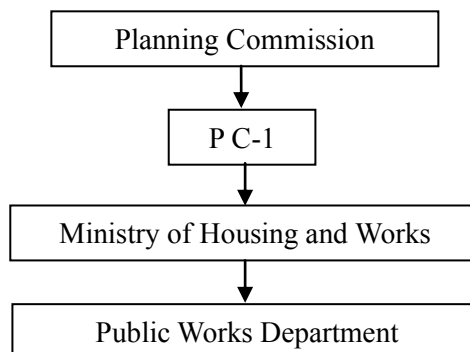 Planning Commission
P C-1
Ministry of Housing and Works
Public Works Department